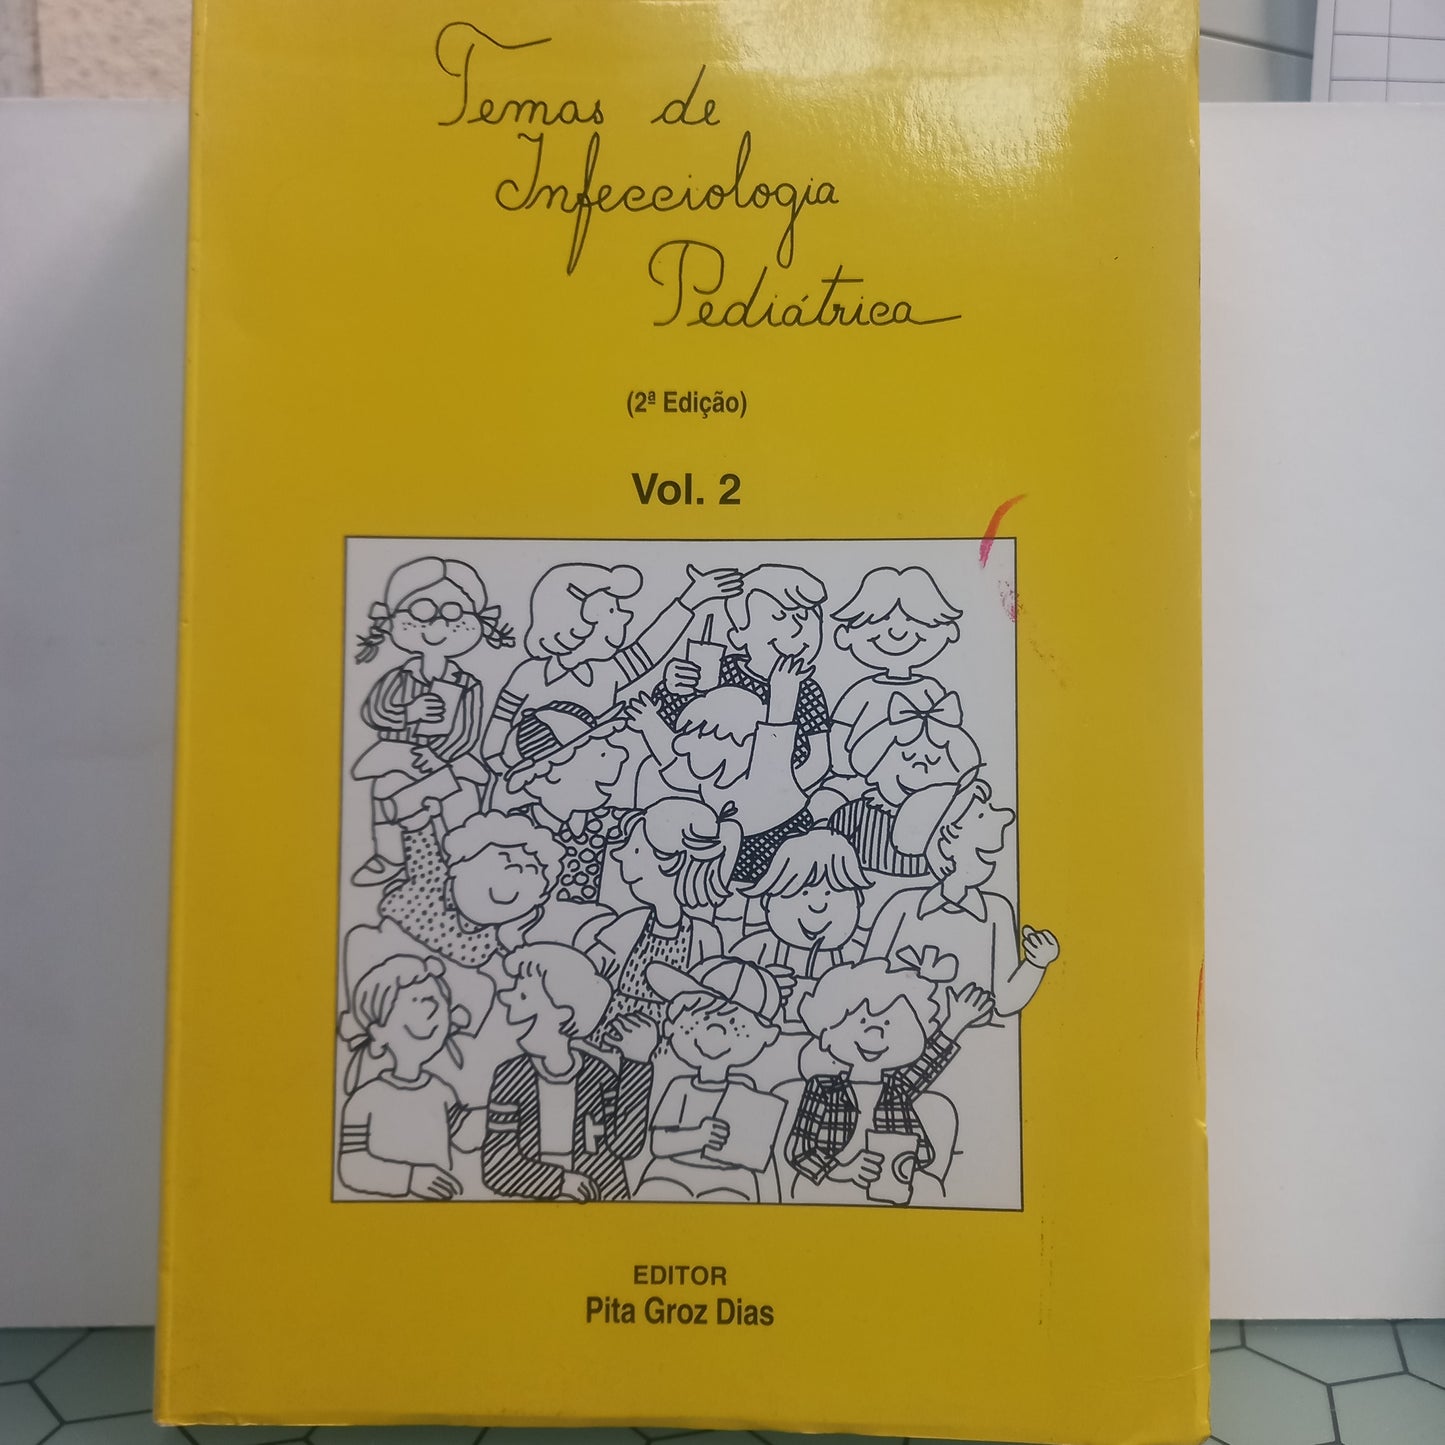 Temas de
Infecciologia
Pediátrica
(2ª Edição)
Vol. 2
EDITOR
Pita Groz Dias